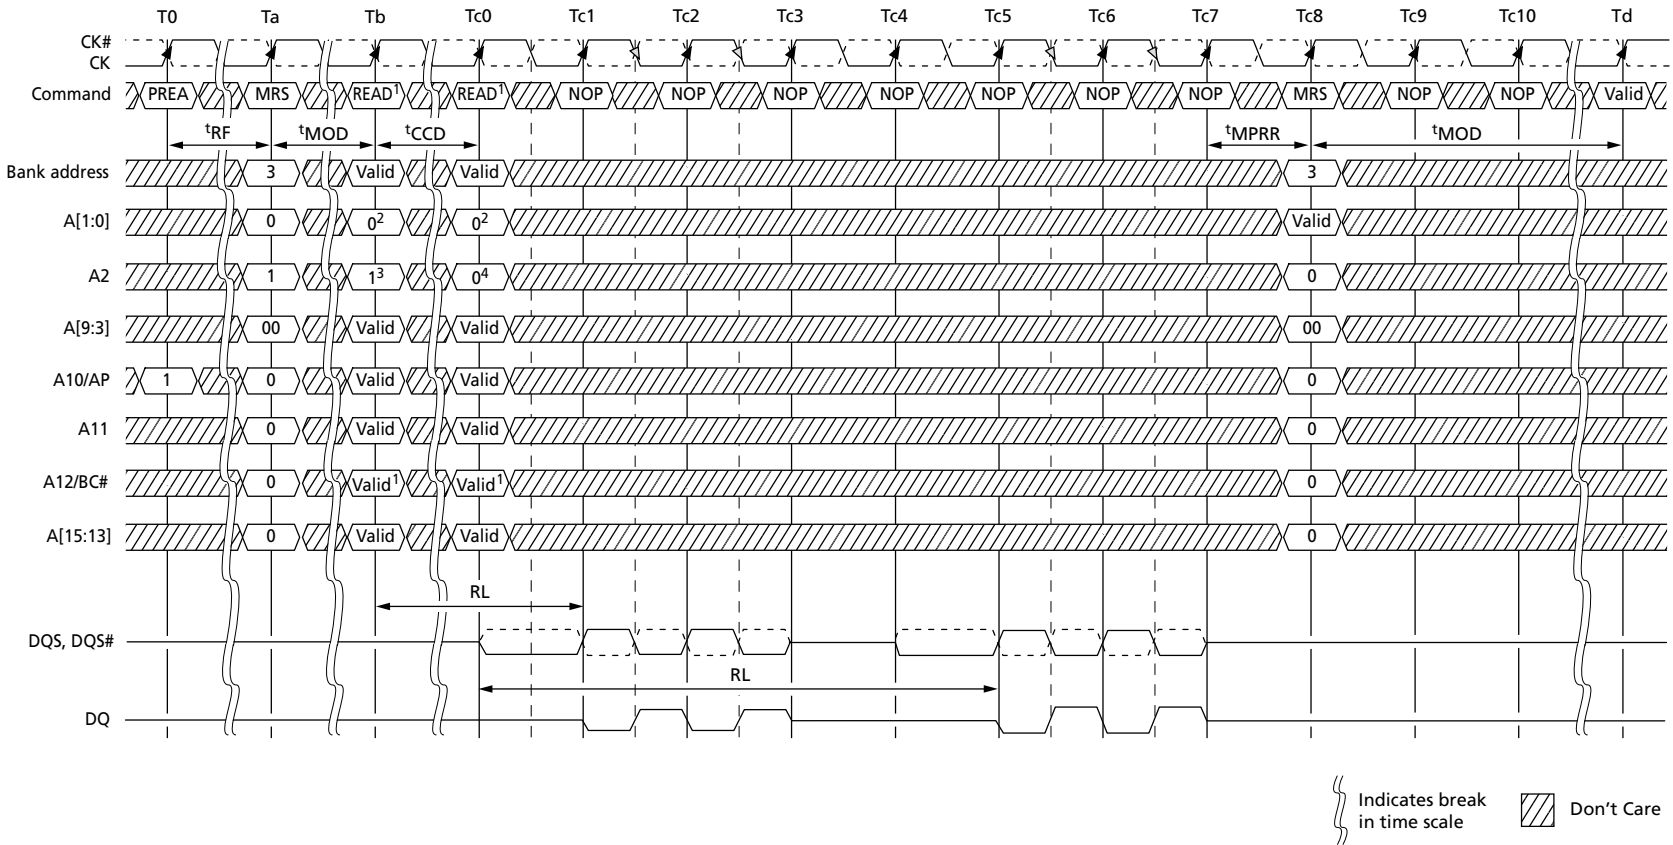 T0 Ta Tb Tc0 Tc1 Tc2 Tc3 Tc4 Tc5 Tc6 Tc7 Tc8 Tc9 Tc10 Td
CK#
CK
Command PREA MRS READ1 READ1 NOP NOP NOP NOP NOP NOP NOP MRS NOP NOP Valid
tRF tMOD tCCD tMPRR tMOD
Bank address 3 Valid Valid 3
A[1:0] 0 02 02 Valid
A2 1 13 04 0
A[9:3] 00 Valid Valid 00
A10/AP 1 0 Valid Valid 0
A11 0 Valid Valid 0
A12/BC# 0 Valid1 Valid1 0
A[15:13] 0 Valid Valid 0
RL
DQS, DQS#
RL
DQ
Indicates break
in time scale
Don't Care